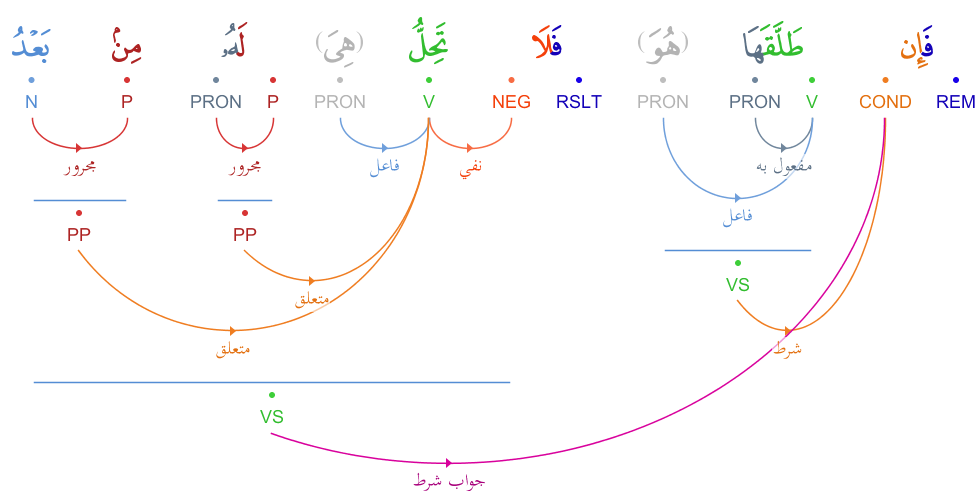 فَإِن طَلَّقَهَا (هُوَ) فَلَا تَحِلُّ (هِىَ) لَهُۥ مِنۢ بَعْدُ
REM COND V PRON PRON RSLT NEG V PRON P PRON P N
مفعول به نفي فاعل مجرور مجرور
فاعل
PP PP
VS
متعلق
متعلق شرط
VS
جواب شرط